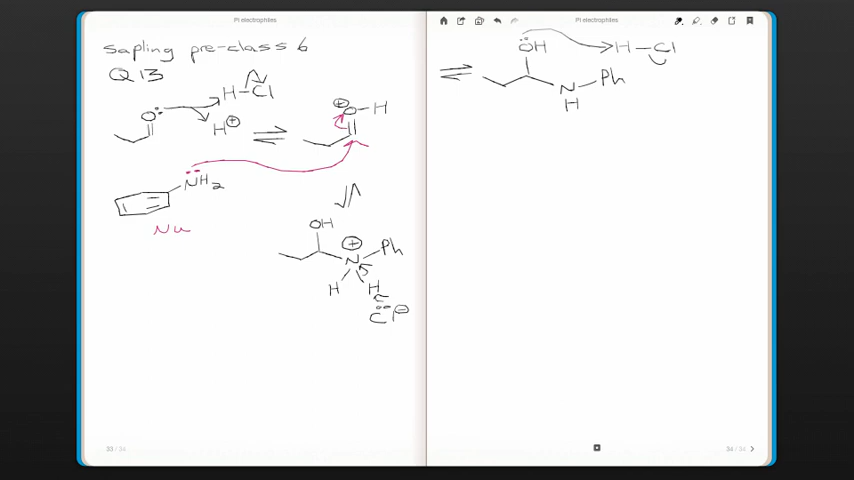 PI electrophiles
Sapling pre-class 6
Q13
H-Cl
O
H⊕
⊕
O-H
NH2
Nu
OH
⊕
N
Ph
H
H
Cl⊖
33 / 34
PI electrophiles
OH
H-Cl
N
H
Ph
34 / 34